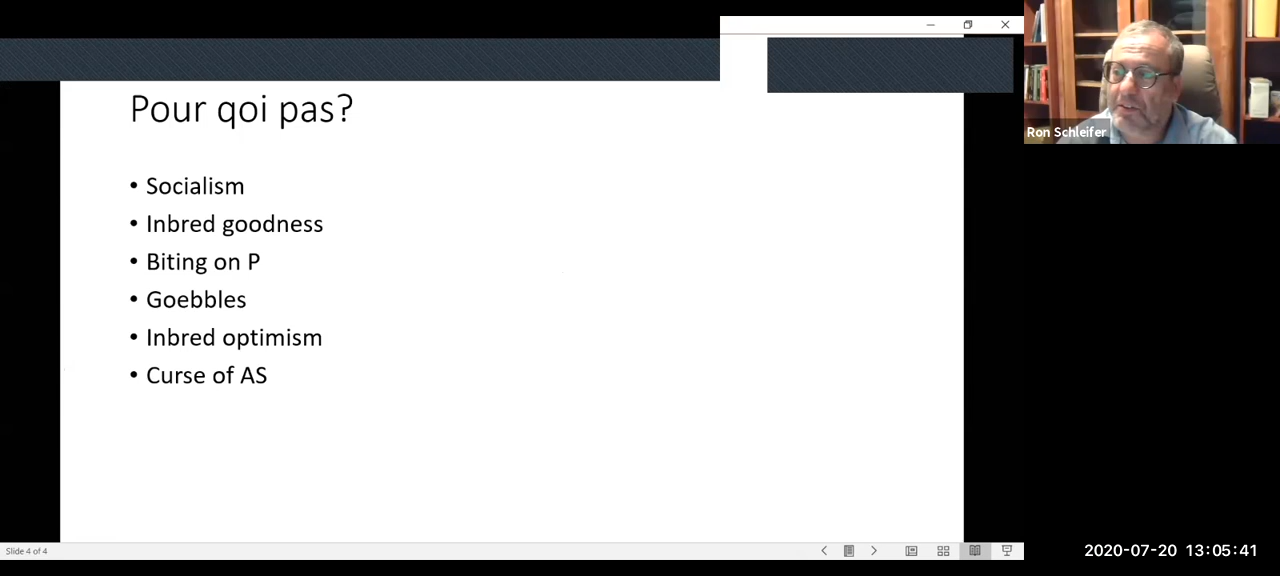 Pour qoi pas?
• Socialism
• Inbred goodness
• Biting on P
• Goebbles
• Inbred optimism
• Curse of AS
Ron Schleifer
Slide 4 of 4
2020-07-20 13:05:41